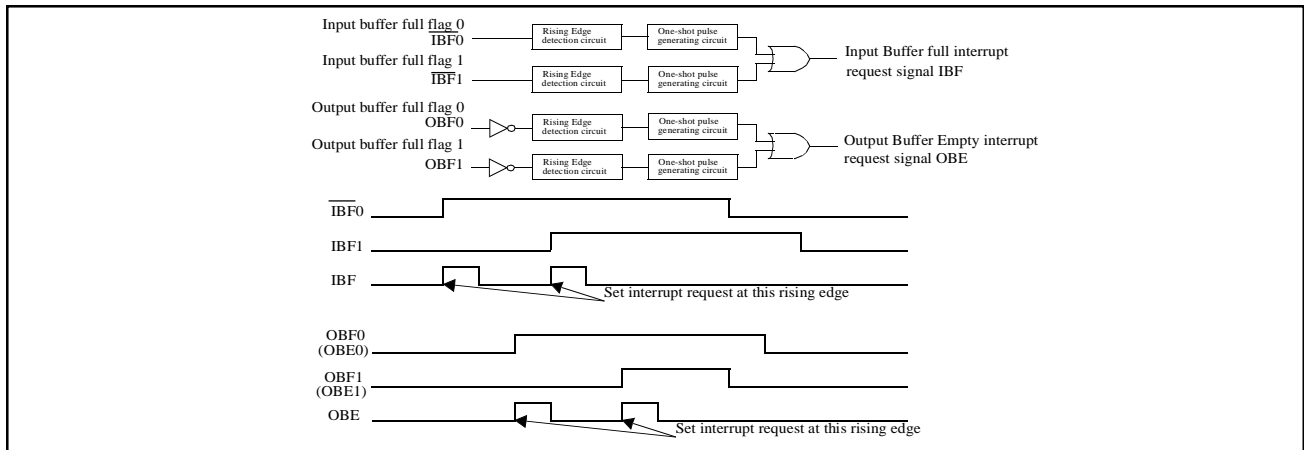 Input buffer full flag 0
I̅B̅F̅0
Rising Edge
detection circuit
One-shot pulse
generating circuit
Input buffer full flag 1
I̅B̅F̅1
Rising Edge
detection circuit
One-shot pulse
generating circuit
Input Buffer full interrupt
request signal IBF
Output buffer full flag 0
OBF0
Rising Edge
detection circuit
One-shot pulse
generating circuit
Output buffer full flag 1
OBF1
Rising Edge
detection circuit
One-shot pulse
generating circuit
Output Buffer Empty interrupt
request signal OBE
I̅B̅F̅0
IBF1
IBF
Set interrupt request at this rising edge
OBF0
(OBE0)
OBF1
(OBE1)
OBE
Set interrupt request at this rising edge